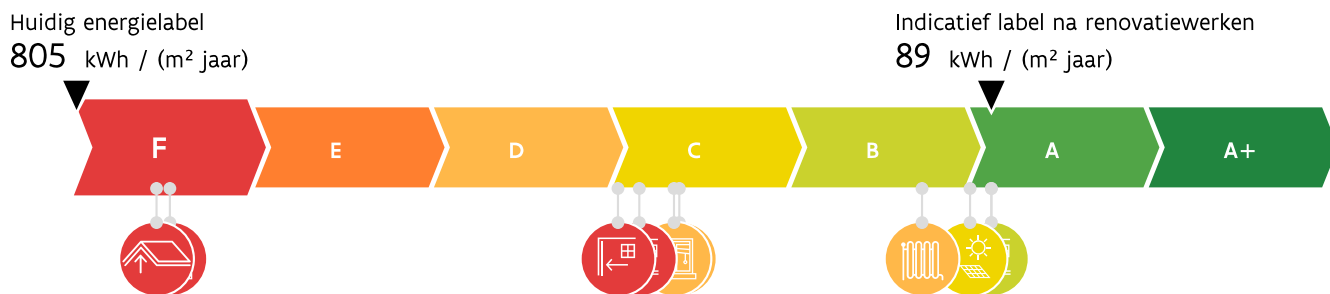 Huidig energielabel
805 kWh / (m² jaar)
Indicatief label na renovatiewerken
89 kWh / (m² jaar)
F E D C B A A+